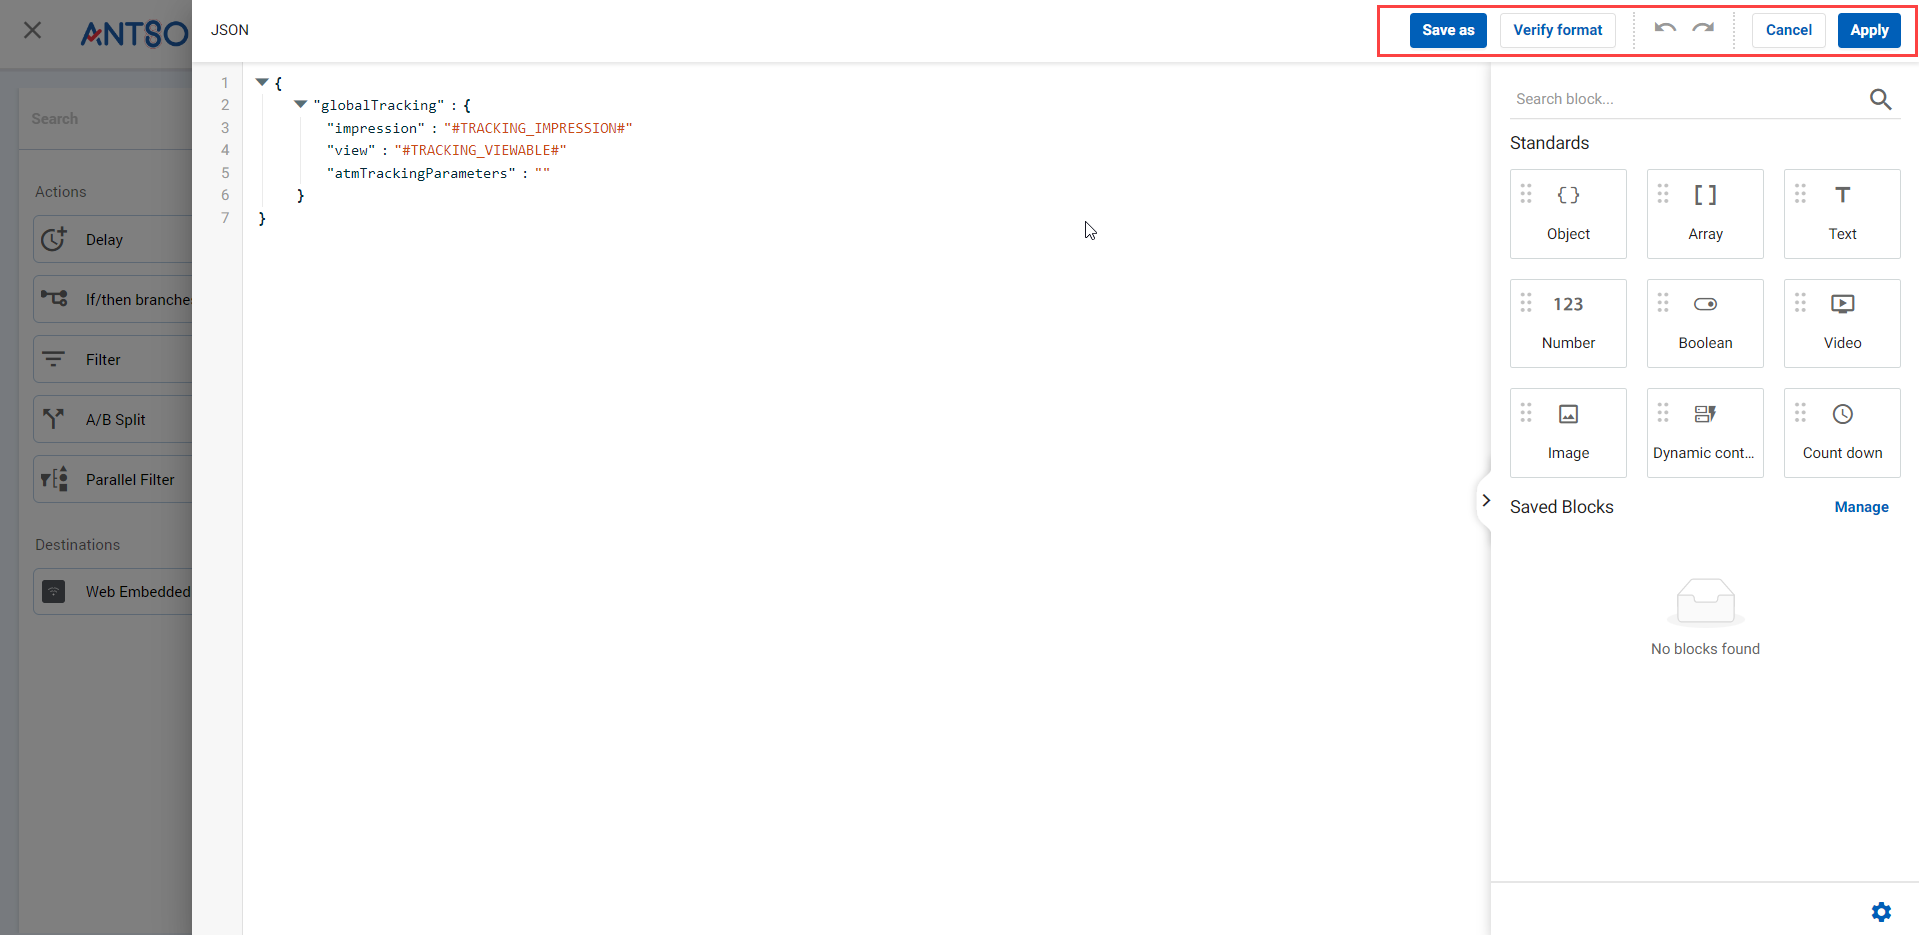 ANTSO
JSON
Save as
Verify format
Cancel
Apply
Search
Actions
Delay
If/then branche
Filter
A/B Split
Parallel Filter
Destinations
Web Embedded
1 {
2 "globalTracking" : {
3 "impression" : "#TRACKING_IMPRESSION#"
4 "view" : "#TRACKING_VIEWABLE#"
5 "atmTrackingParameters" : ""
6 }
7 }
Search block...
Standards
{} [ ] T
Object Array Text
123
Number Boolean Video
Image Dynamic cont... Count down
Saved Blocks Manage
No blocks found